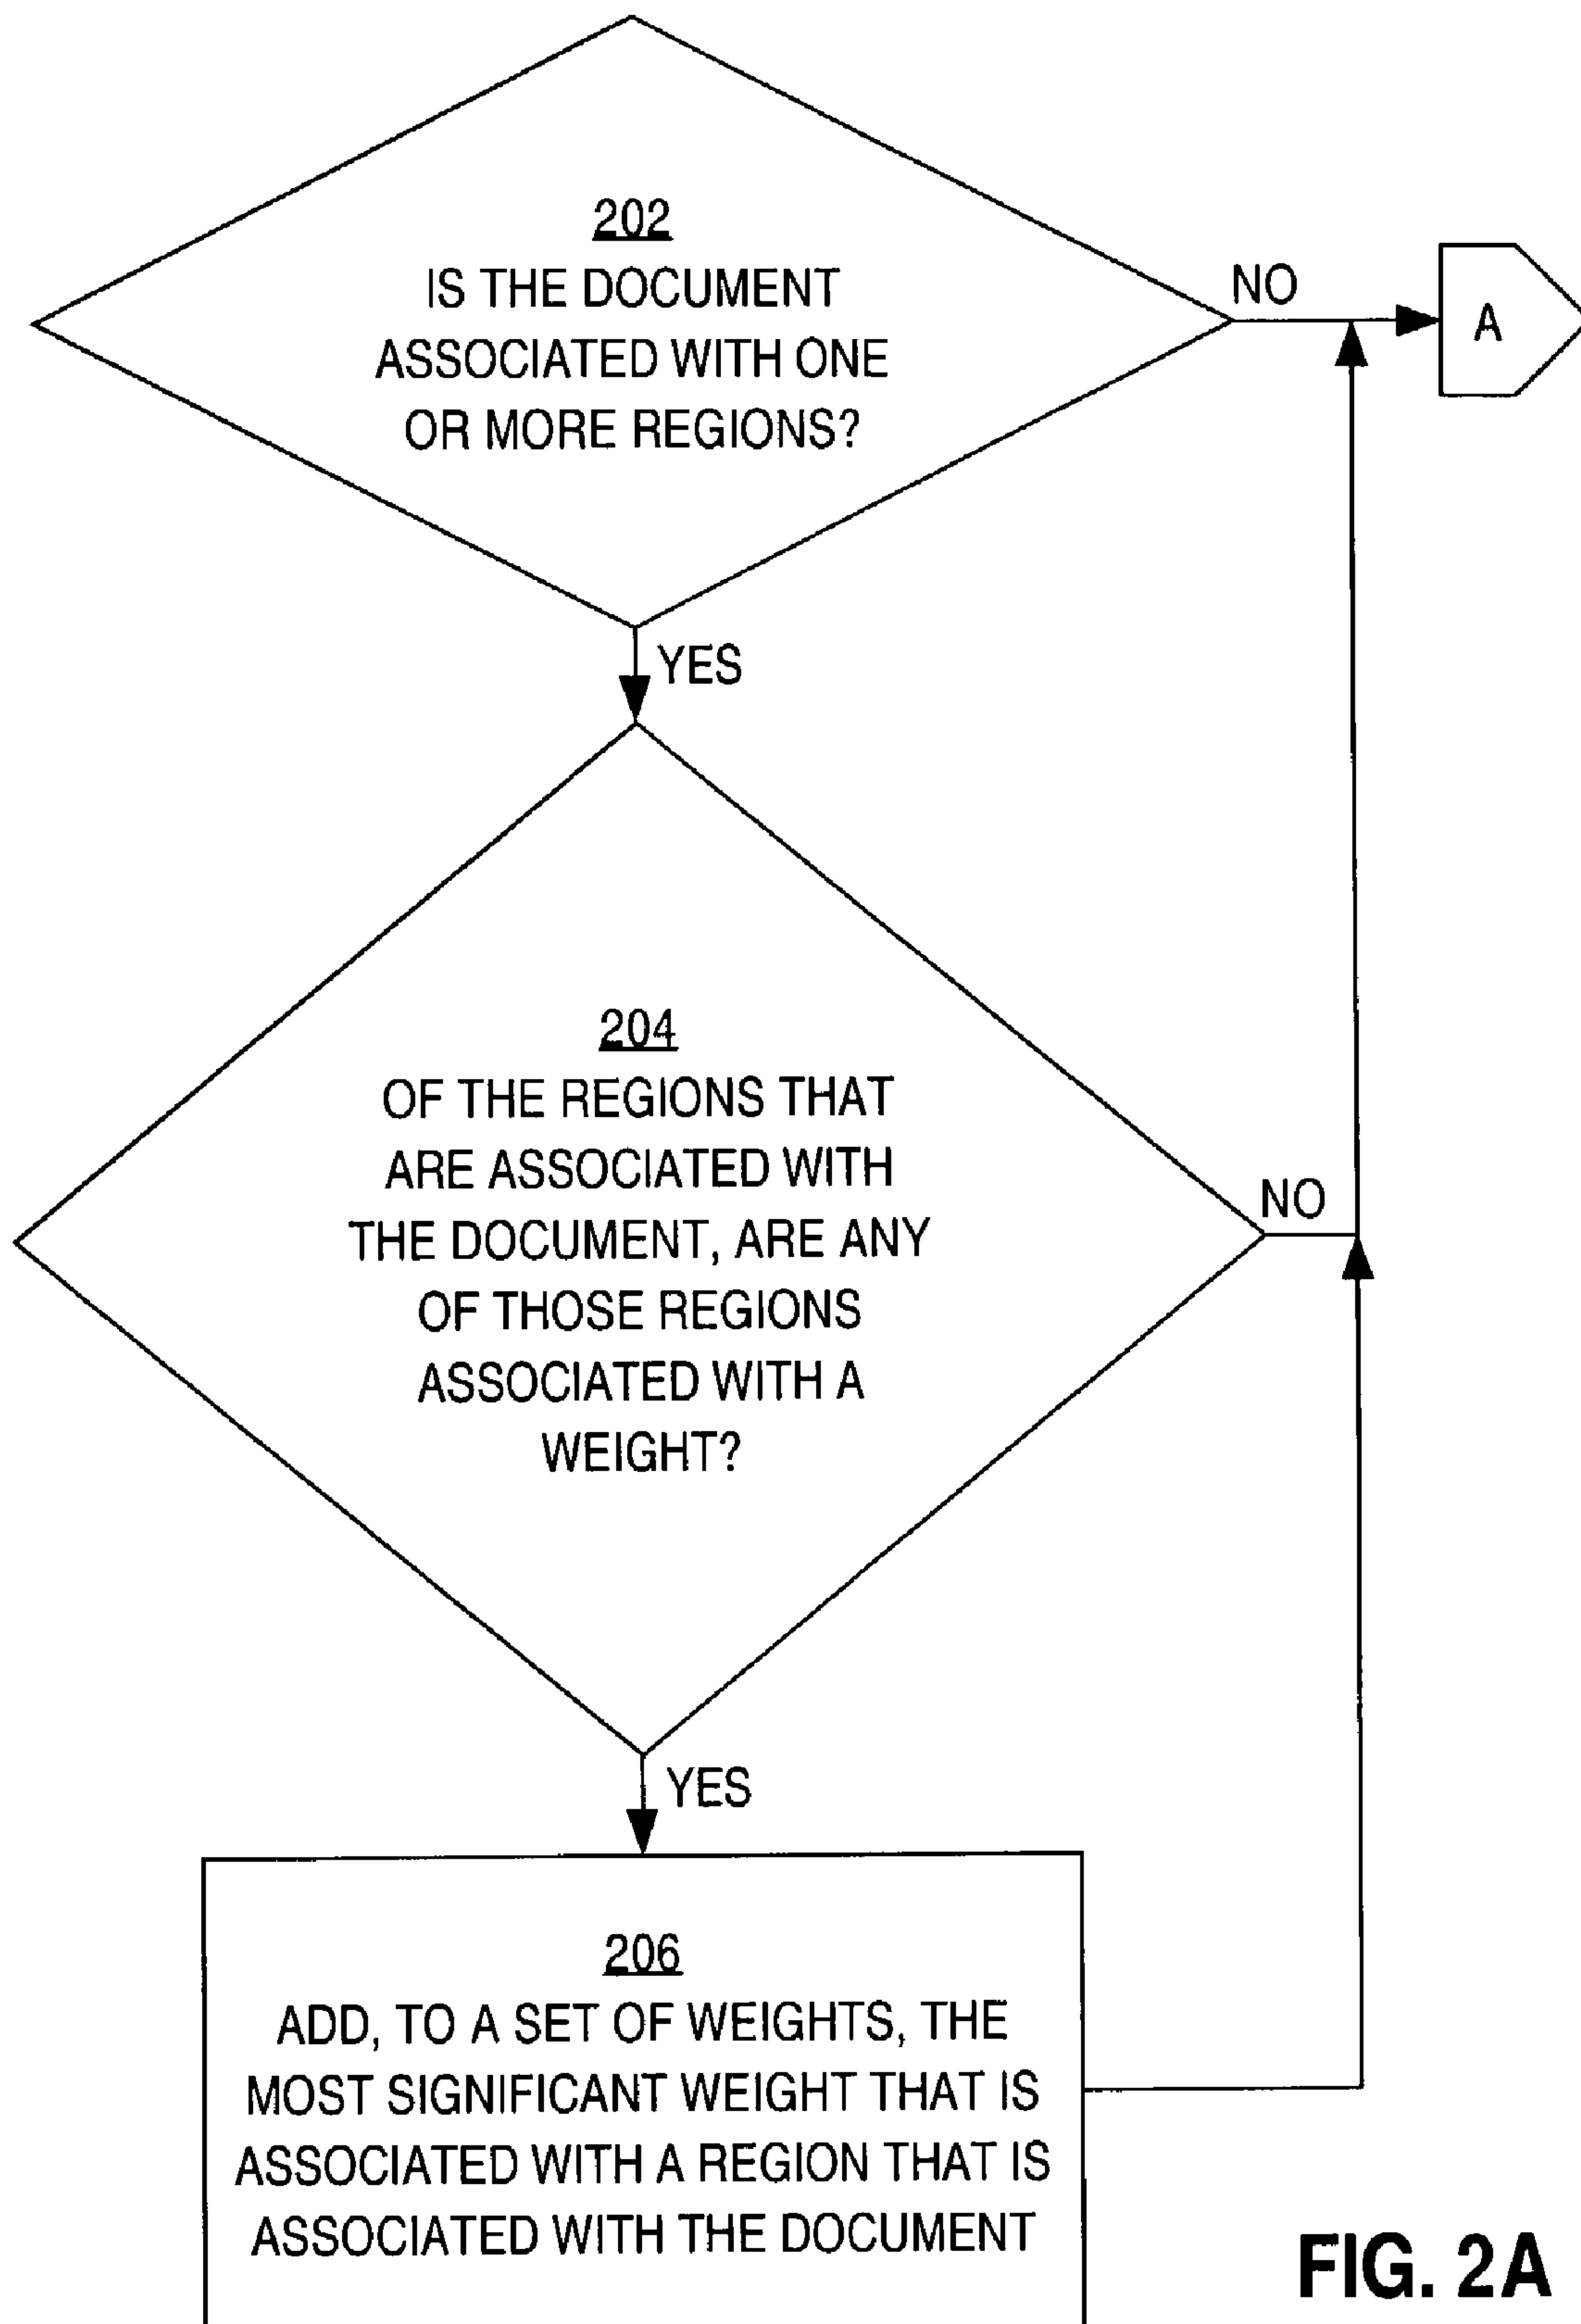 202
IS THE DOCUMENT
ASSOCIATED WITH ONE
OR MORE REGIONS?
NO
A
YES
204
OF THE REGIONS THAT
ARE ASSOCIATED WITH
THE DOCUMENT, ARE ANY
OF THOSE REGIONS
ASSOCIATED WITH A
WEIGHT?
NO
YES
206
ADD, TO A SET OF WEIGHTS, THE
MOST SIGNIFICANT WEIGHT THAT IS
ASSOCIATED WITH A REGION THAT IS
ASSOCIATED WITH THE DOCUMENT
FIG. 2A